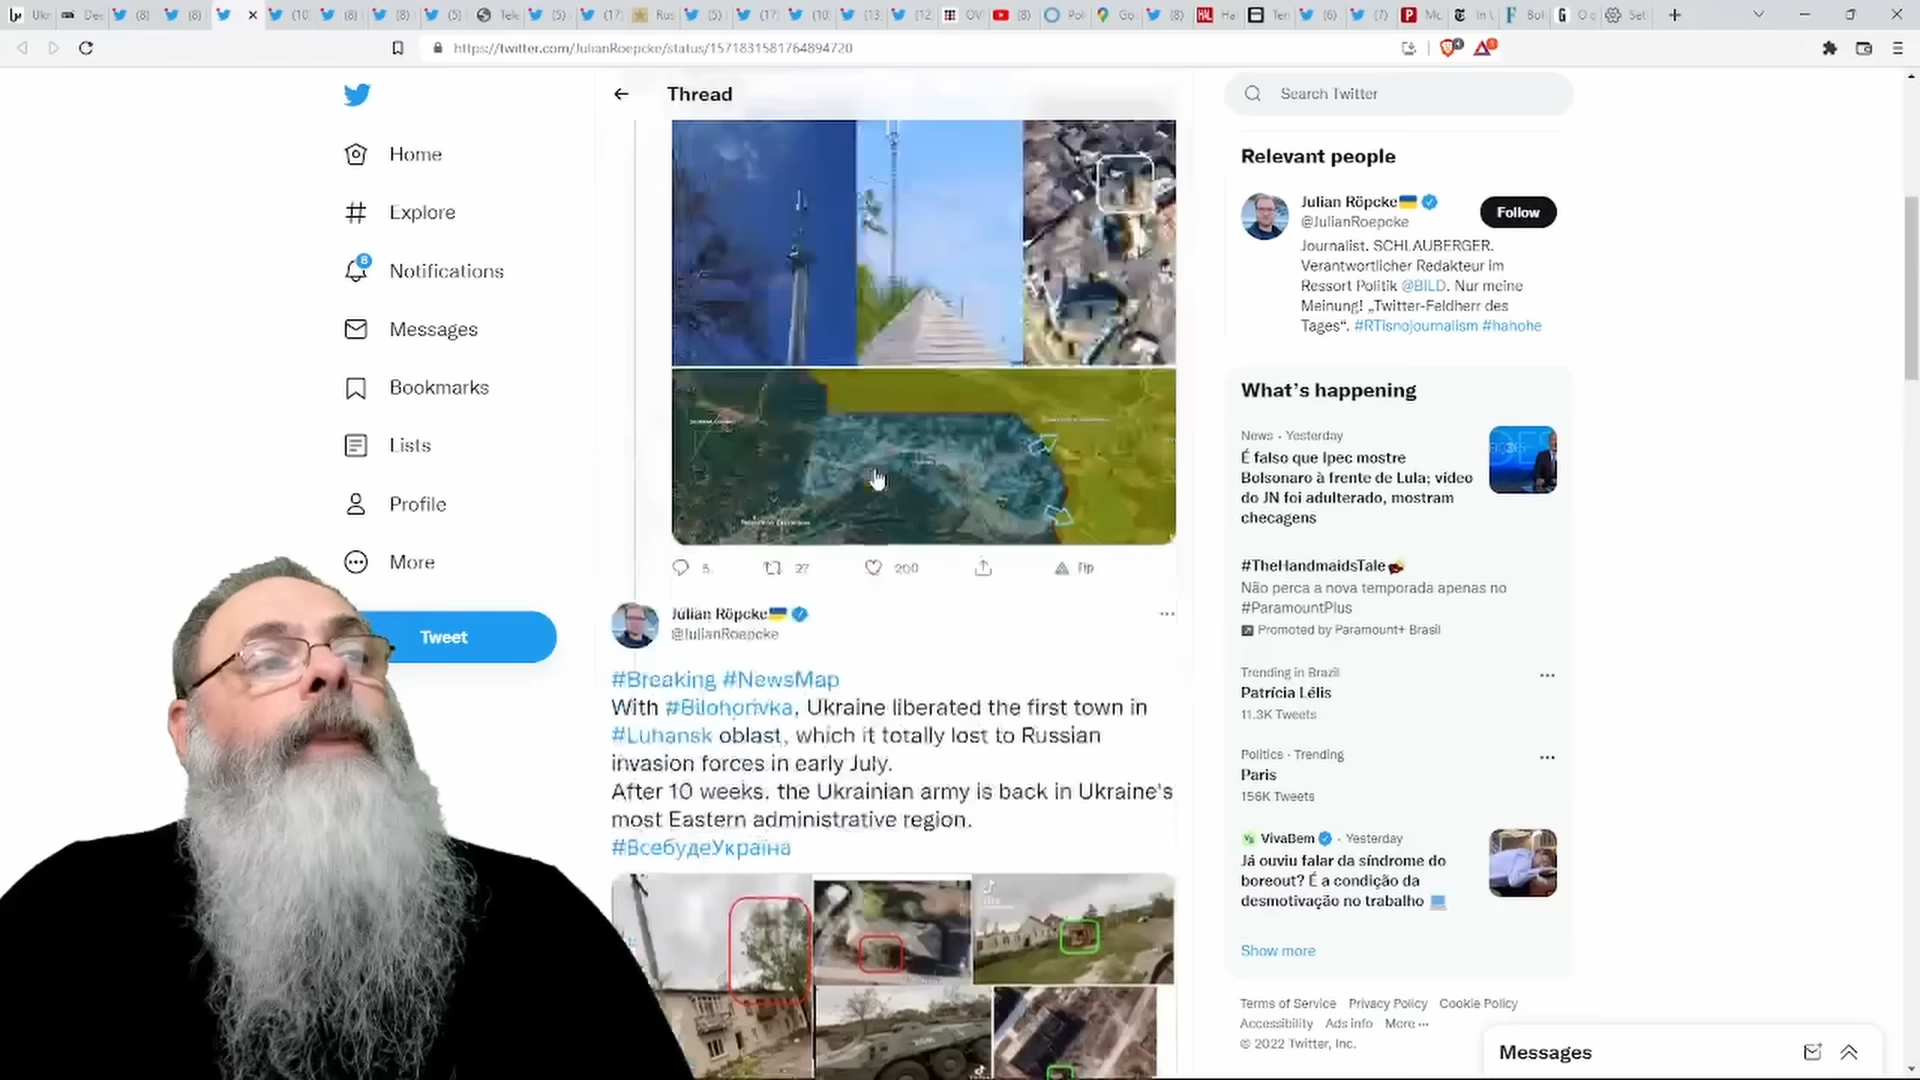 https://twitter.com/JulianRoepcke/status/1571831581764894720
Home
Explore
8
Notifications
Messages
Bookmarks
Lists
Profile
More
Tweet
Thread
27
200
Tip
Julian Röpcke
@JulianRoepcke
#Breaking #NewsMap
With #Bilohorivka, Ukraine liberated the first town in
#Luhansk oblast, which it totally lost to Russian
invasion forces in early July.
After 10 weeks. the Ukrainian army is back in Ukraine's
most Eastern administrative region.
#ВсебудеУкраїна
Search Twitter
Relevant people
Julian Röpcke
@JulianRoepcke
Follow
Journalist. SCHLAUBERGER.
Verantwortlicher Redakteur im
Ressort Politik @BILD. Nur meine
Meinung! „Twitter-Feldherr des
Tages“. #RTisnojournalism #hahohe
What’s happening
News · Yesterday
É falso que Ipec mostre
Bolsonaro à frente de Lula; vídeo
do JN foi adulterado, mostram
checagens
#TheHandmaidsTale
Não perca a nova temporada apenas no
#ParamountPlus
Promoted by Paramount+ Brasil
Trending in Brazil
Patrícia Lélis
11.3K Tweets
Politics · Trending
Paris
156K Tweets
VivaBem · Yesterday
Já ouviu falar da síndrome do
boreout? É a condição da
desmotivação no trabalho
Show more
Terms of Service Privacy Policy Cookie Policy
Accessibility Ads info More ···
© 2022 Twitter, Inc.
Messages